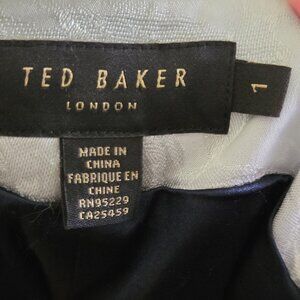 TED BAKER
LONDON
1
MADE IN
CHINA
FABRIQUE EN
CHINE
RN95229
CA25459